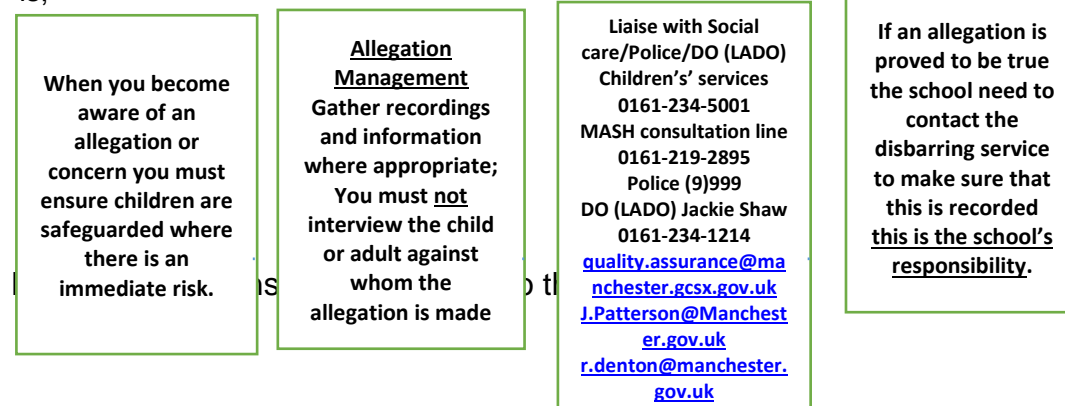 is,
When you become
aware of an
allegation or
concern you must
ensure children are
safeguarded where
there is an
immediate risk.
Allegation
Management
Gather recordings
and information
where appropriate;
You must not
interview the child
or adult against
whom the
allegation is made
Liaise with Social
care/Police/DO (LADO)
Children's' services
0161-234-5001
MASH consultation line
0161-219-2895
Police (9)999
DO (LADO) Jackie Shaw
0161-234-1214
quality.assurance@ma
nchester.gcsx.gov.uk
J.Patterson@Manchest
er.gov.uk
r.denton@manchester.
gov.uk
If an allegation is
proved to be true
the school need to
contact the
disbarring service
to make sure that
this is recorded
this is the school's
responsibility.